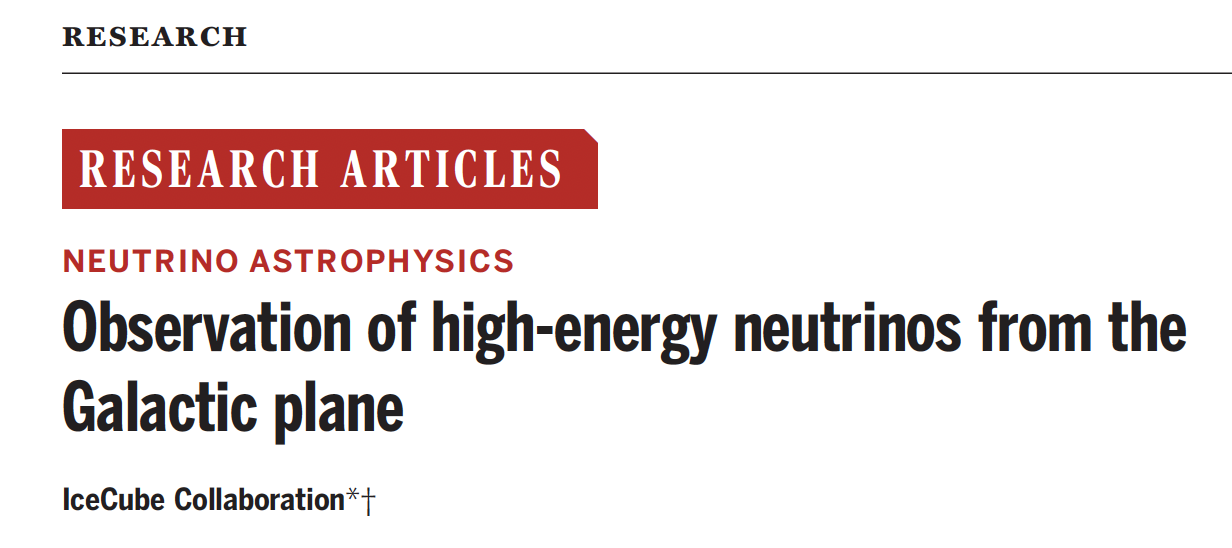 RESEARCH
RESEARCH ARTICLES
NEUTRINO ASTROPHYSICS
Observation of high-energy neutrinos from the
Galactic plane
IceCube Collaboration*†